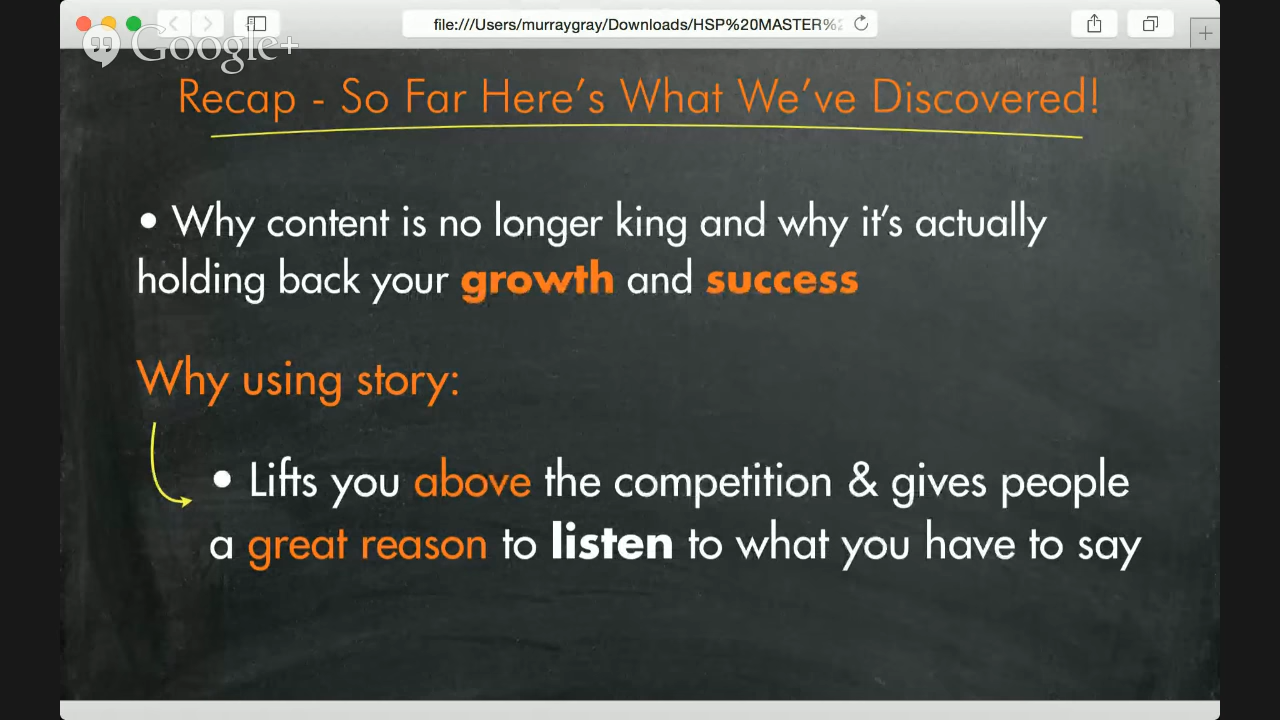 file:///Users/murraygray/Downloads/HSP%20MASTER%2
Google+
Recap - So Far Here's What We've Discovered!
• Why content is no longer king and why it's actually
holding back your growth and success
Why using story:
• Lifts you above the competition & gives people
a great reason to listen to what you have to say